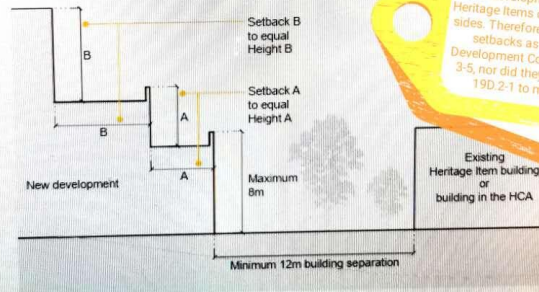 Heritage Items
sides. Therefore
setbacks as
Development Co
3-5, nor did they
19D.2-1 to
Setback B
to equal
Height B
B
Setback A
to equal
Height A
A
B
A
New development
Maximum
8m
Existing
Heritage Item building
or
building in the HCA
Minimum 12m building separation